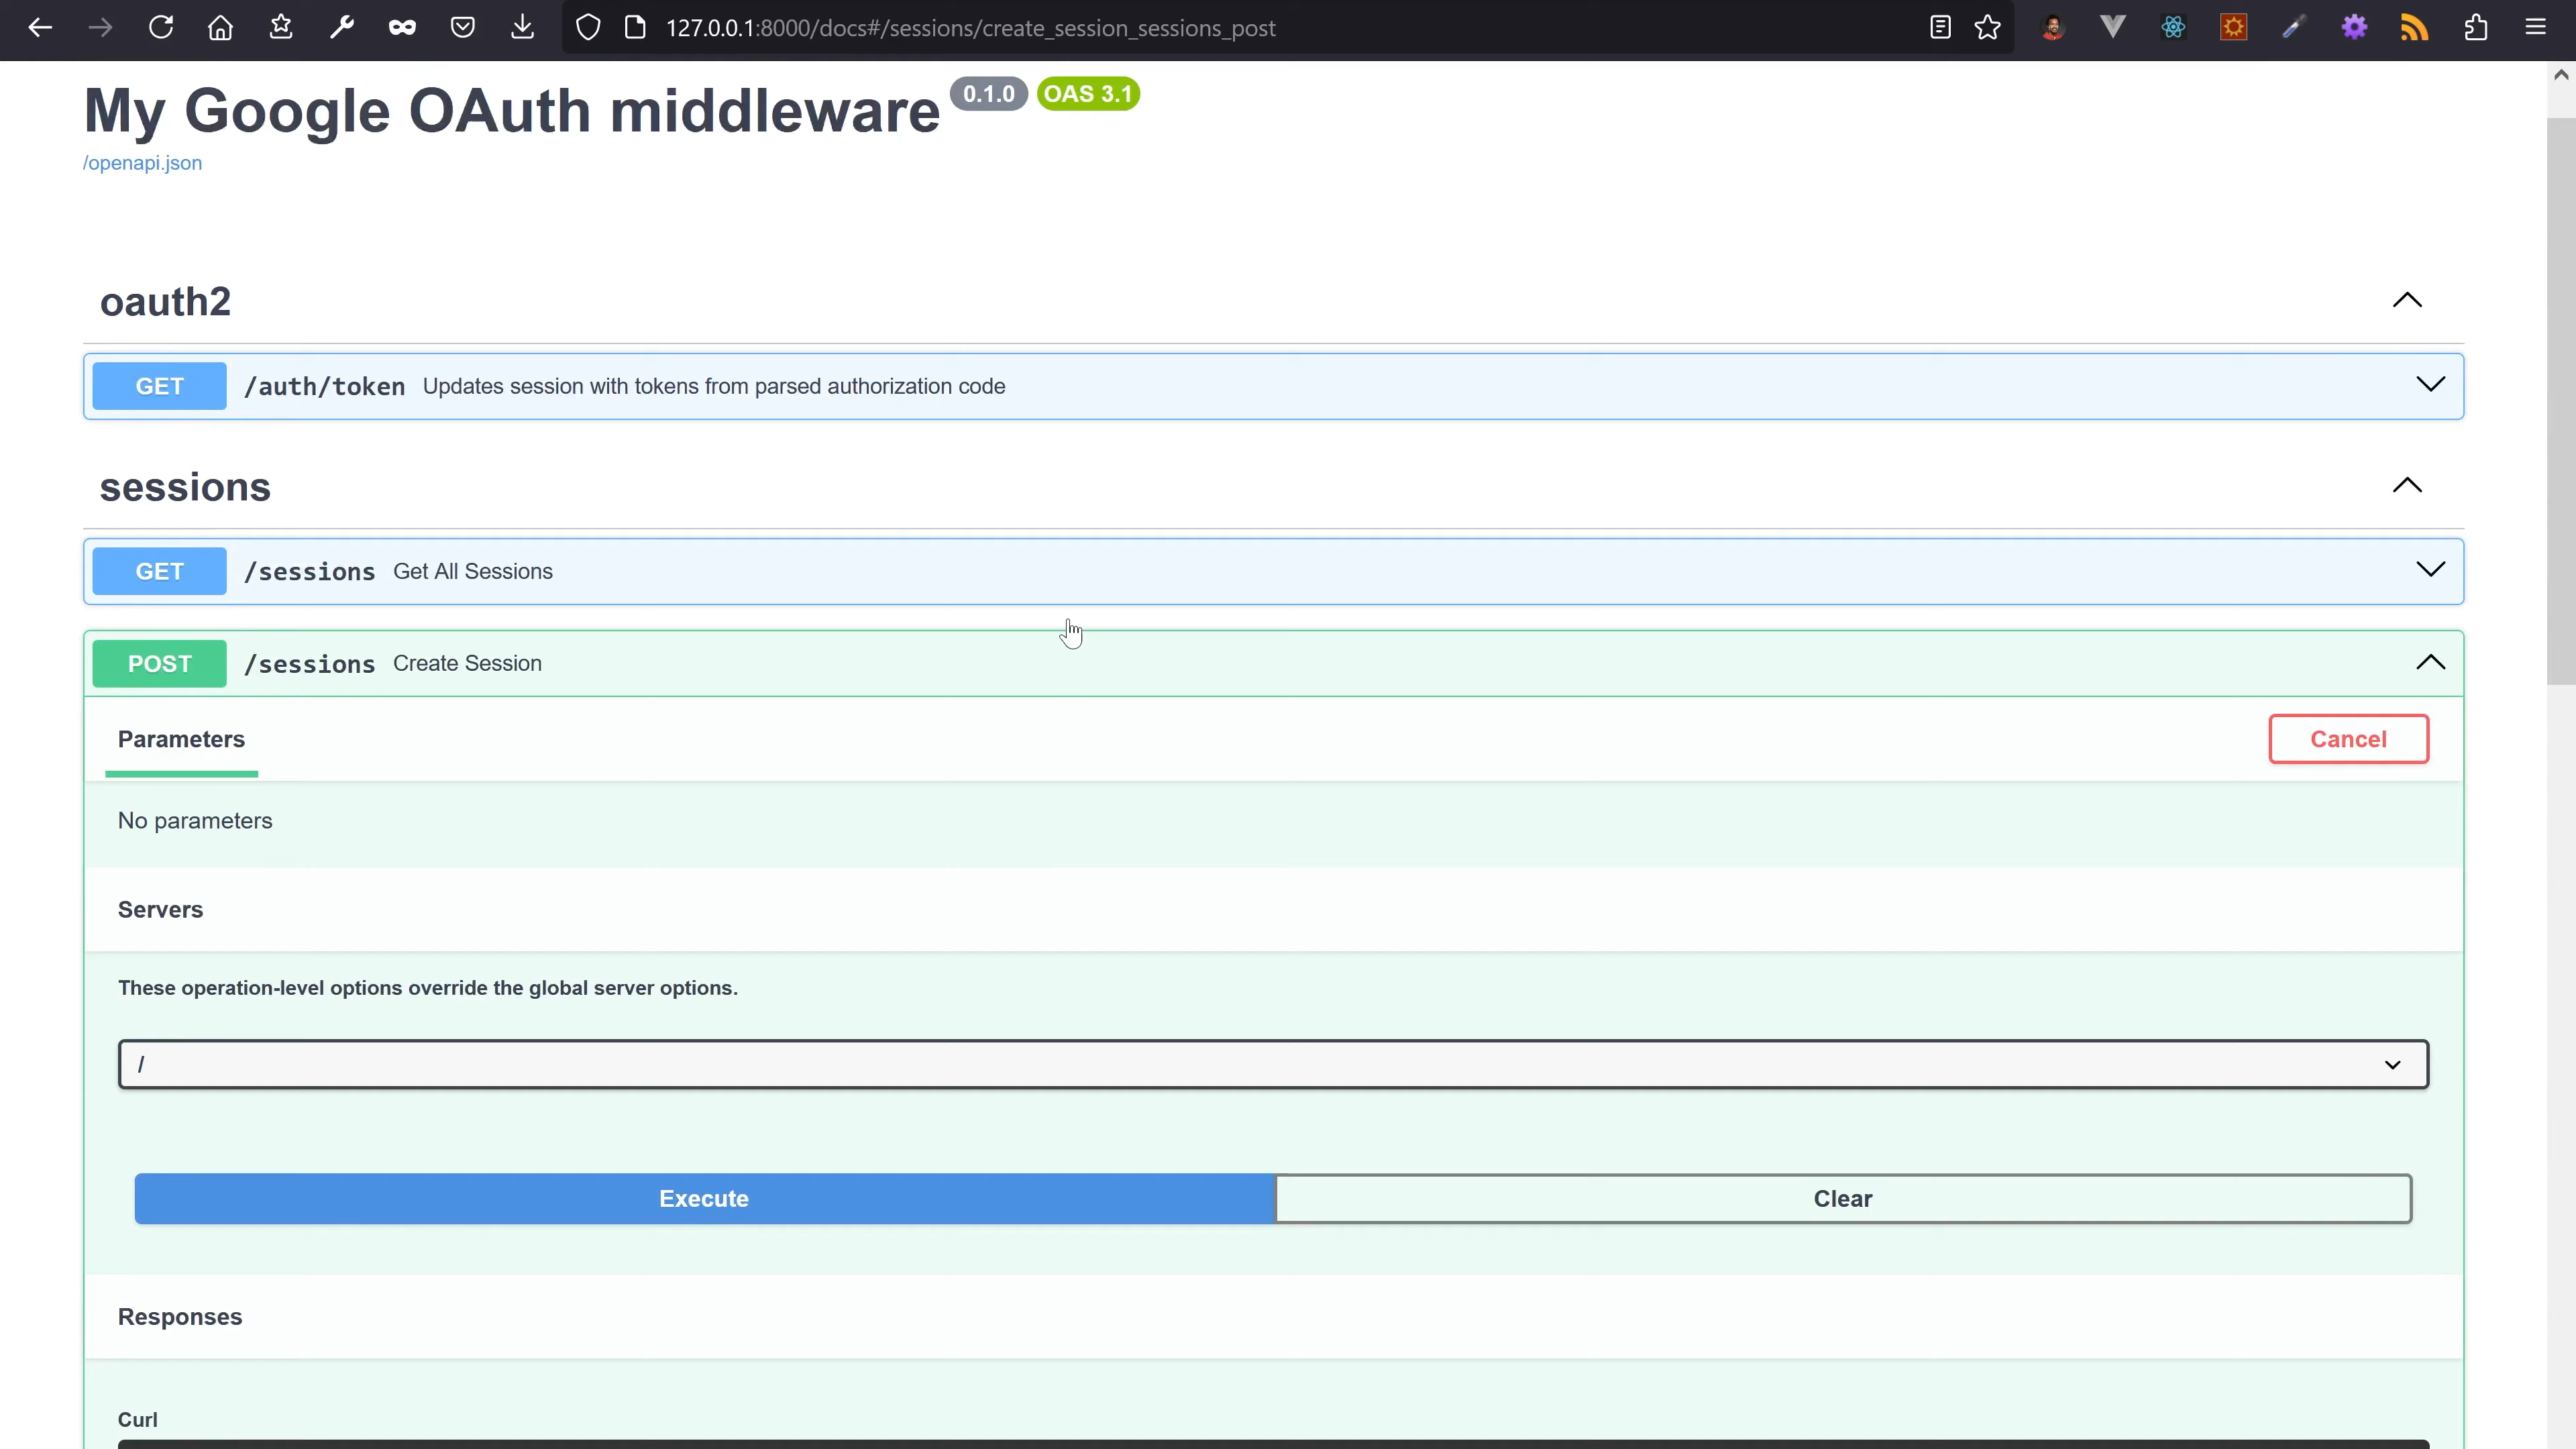 127.0.0.1:8000/docs#/sessions/create_session_sessions_post
My Google OAuth middleware 0.1.0 OAS 3.1
/openapi.json
oauth2
GET /auth/token Updates session with tokens from parsed authorization code
sessions
GET /sessions Get All Sessions
POST /sessions Create Session
Parameters
Cancel
No parameters
Servers
These operation-level options override the global server options.
/
Execute
Clear
Responses
Curl